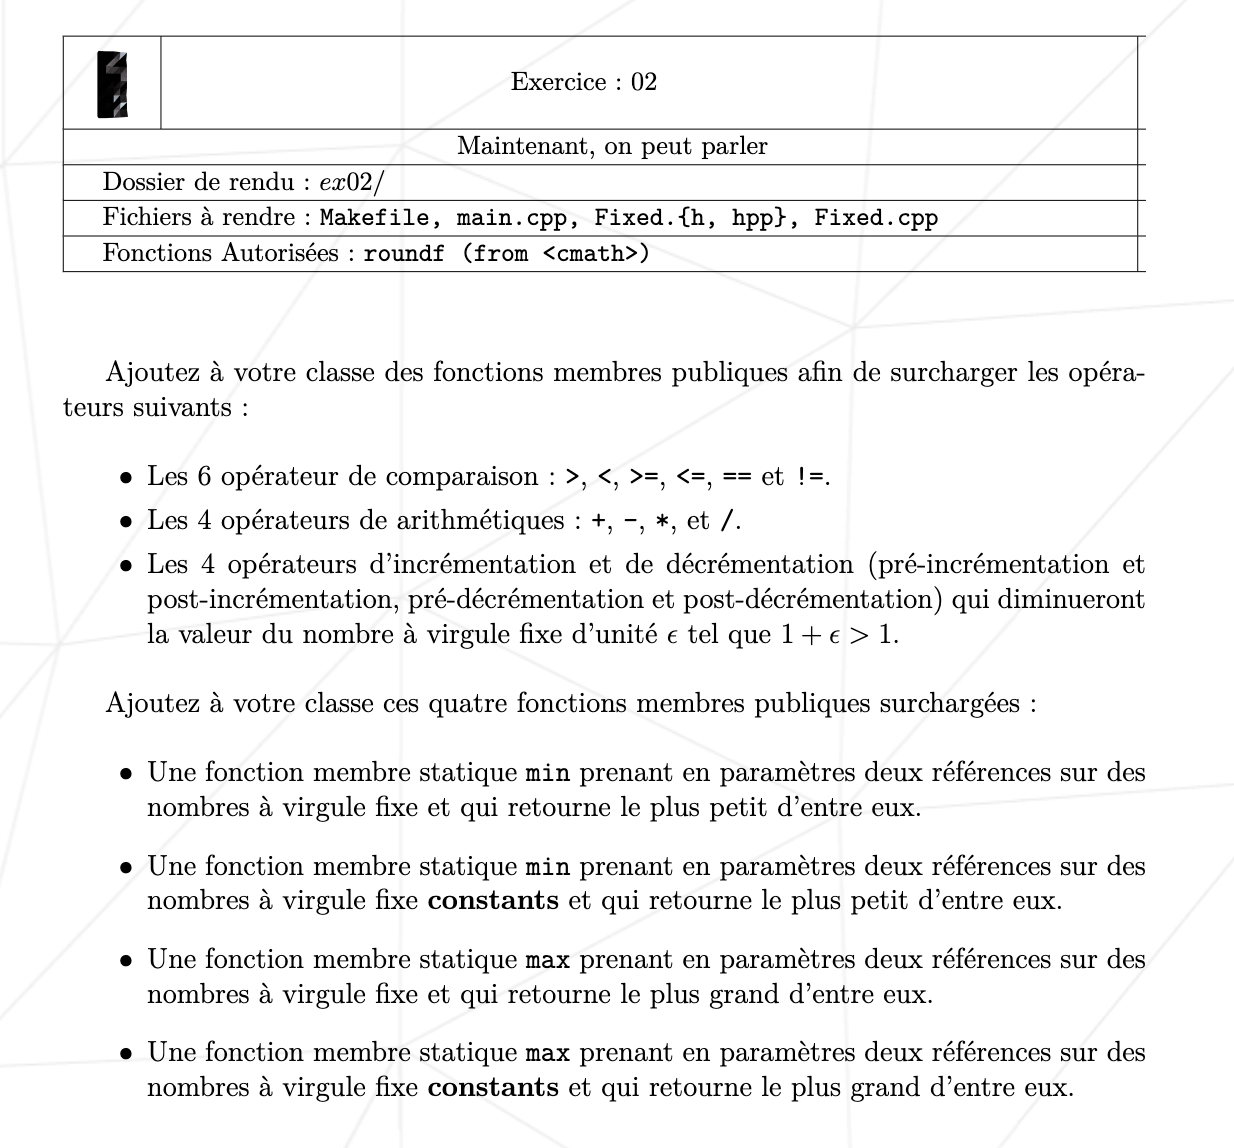 Exercice : 02
Maintenant, on peut parler
Dossier de rendu : ex02/
Fichiers à rendre : Makefile, main.cpp, Fixed.{h, hpp}, Fixed.cpp
Fonctions Autorisées : roundf (from <cmath>)
Ajoutez à votre classe des fonctions membres publiques afin de surcharger les opéra-
teurs suivants :
• Les 6 opérateur de comparaison : >, <, >=, <=, == et !=.
• Les 4 opérateurs de arithmétiques : +, -, *, et /.
• Les 4 opérateurs d'incrémentation et de décrémentation (pré-incrémentation et
post-incrémentation, pré-décrémentation et post-décrémentation) qui diminueront
la valeur du nombre à virgule fixe d'unité ϵ tel que 1 + ϵ > 1.
Ajoutez à votre classe ces quatre fonctions membres publiques surchargées :
• Une fonction membre statique min prenant en paramètres deux références sur des
nombres à virgule fixe et qui retourne le plus petit d'entre eux.
• Une fonction membre statique min prenant en paramètres deux références sur des
nombres à virgule fixe constants et qui retourne le plus petit d'entre eux.
• Une fonction membre statique max prenant en paramètres deux références sur des
nombres à virgule fixe et qui retourne le plus grand d'entre eux.
• Une fonction membre statique max prenant en paramètres deux références sur des
nombres à virgule fixe constants et qui retourne le plus grand d'entre eux.